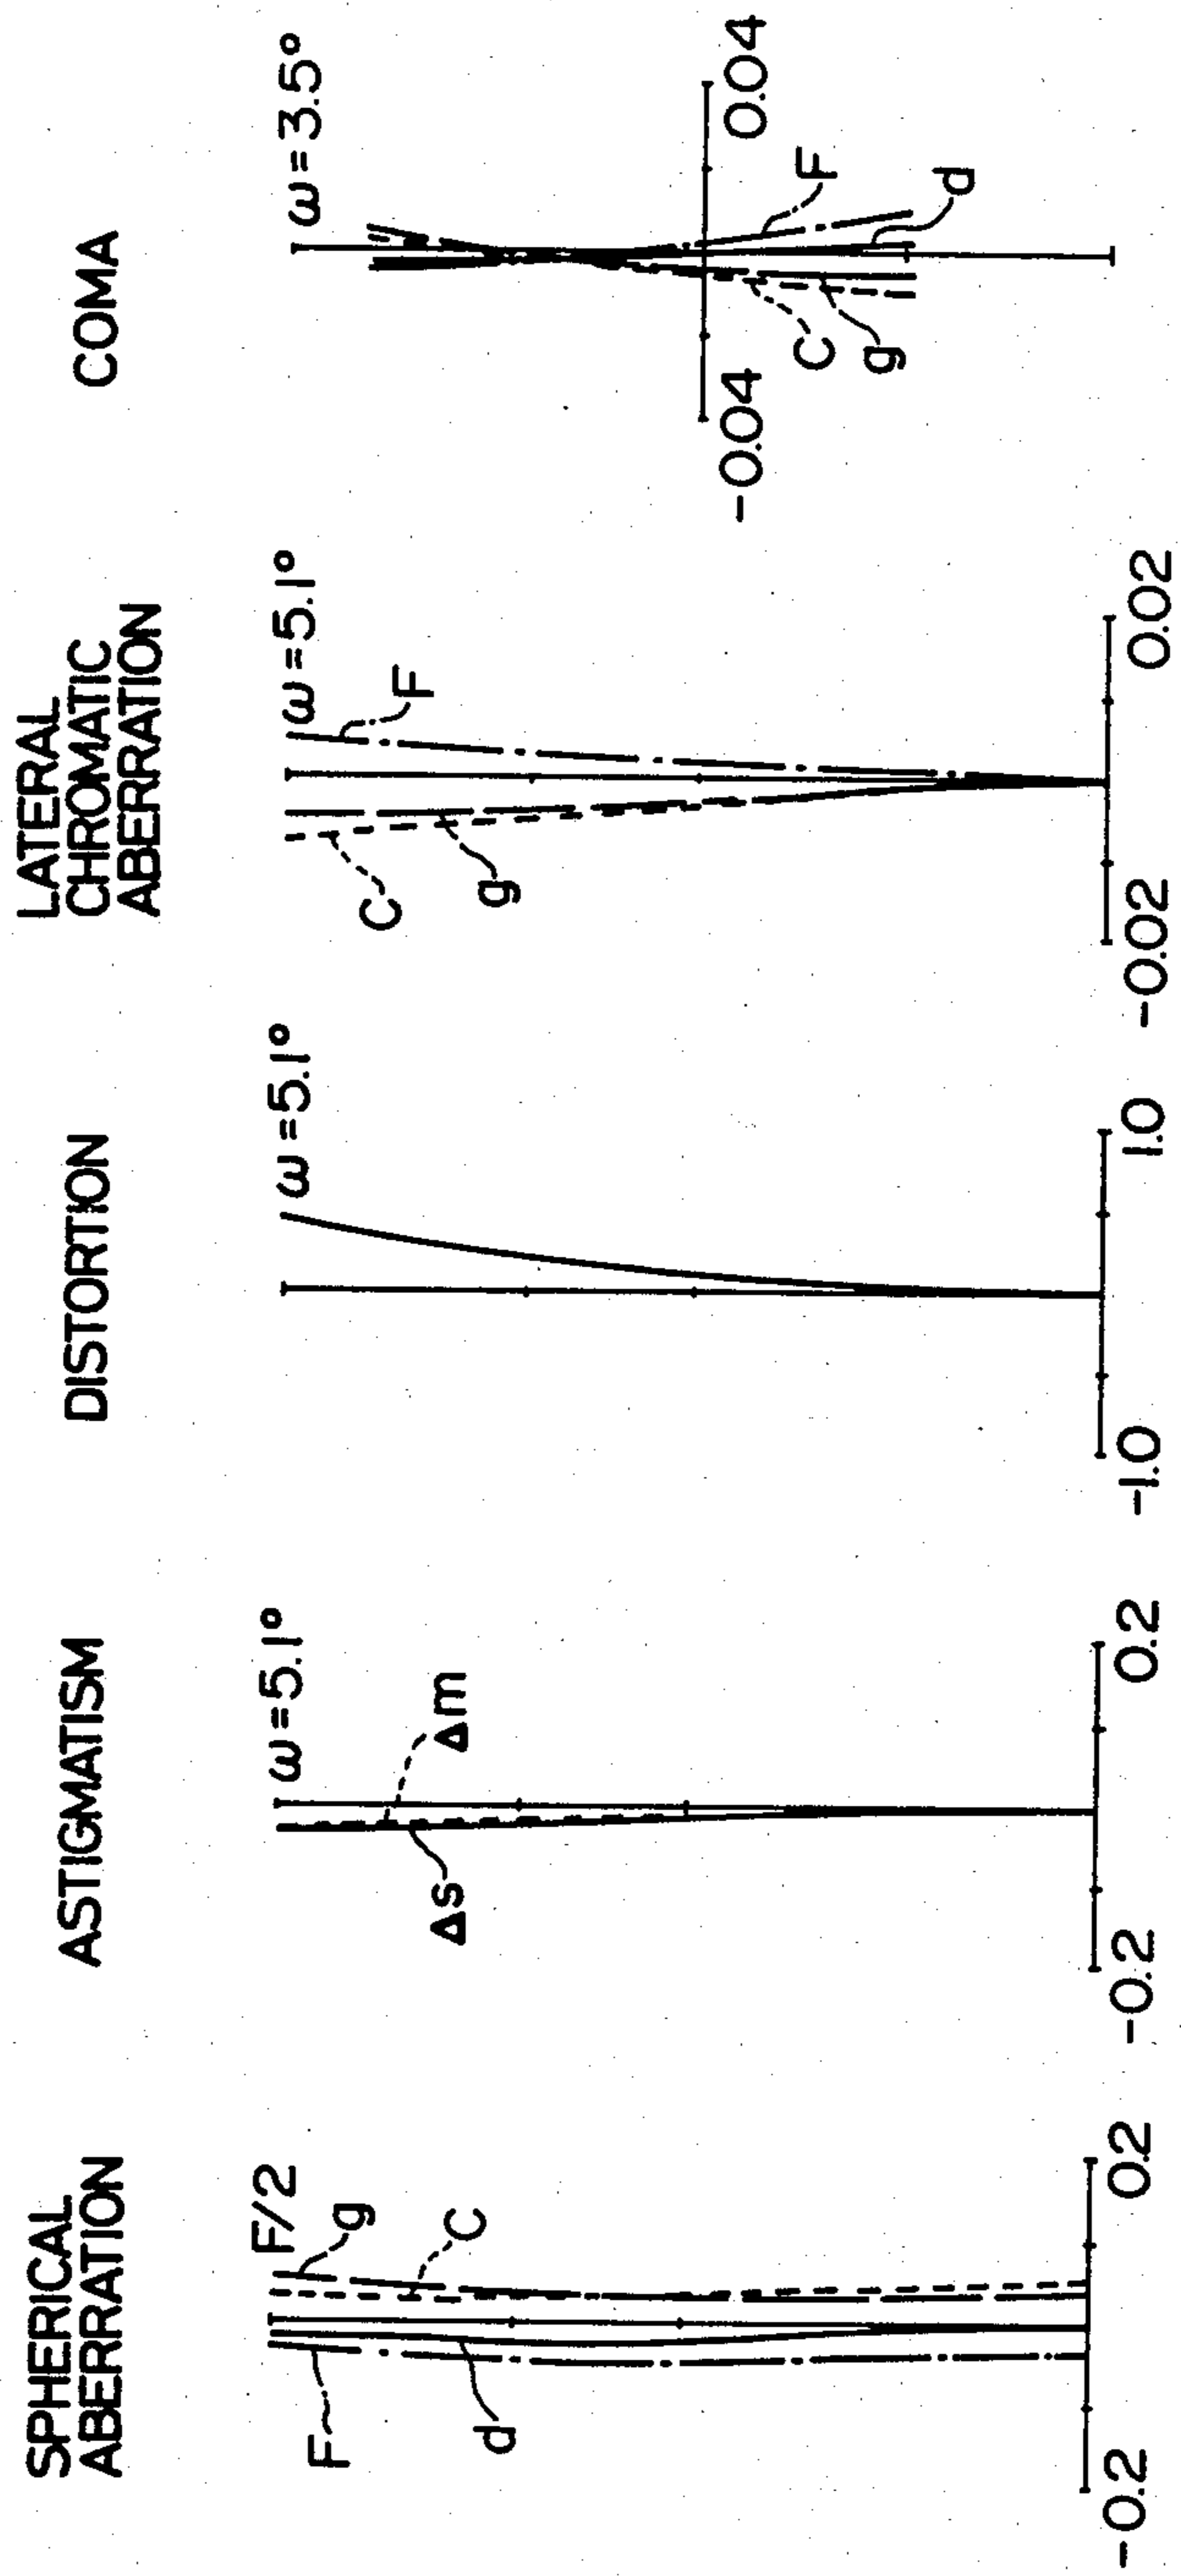 SPHERICAL
ABERRATION
F/2
g
C
F
d
-0.2
0.2
ASTIGMATISM
ω=5.1°
Δm
Δs
-0.2
0.2
DISTORTION
ω=5.1°
-1.0
1.0
LATERAL
CHROMATIC
ABERRATION
ω=5.1°
F
C
g
-0.02
0.02
COMA
ω=3.5°
-0.04
0.04
F
d
C
g